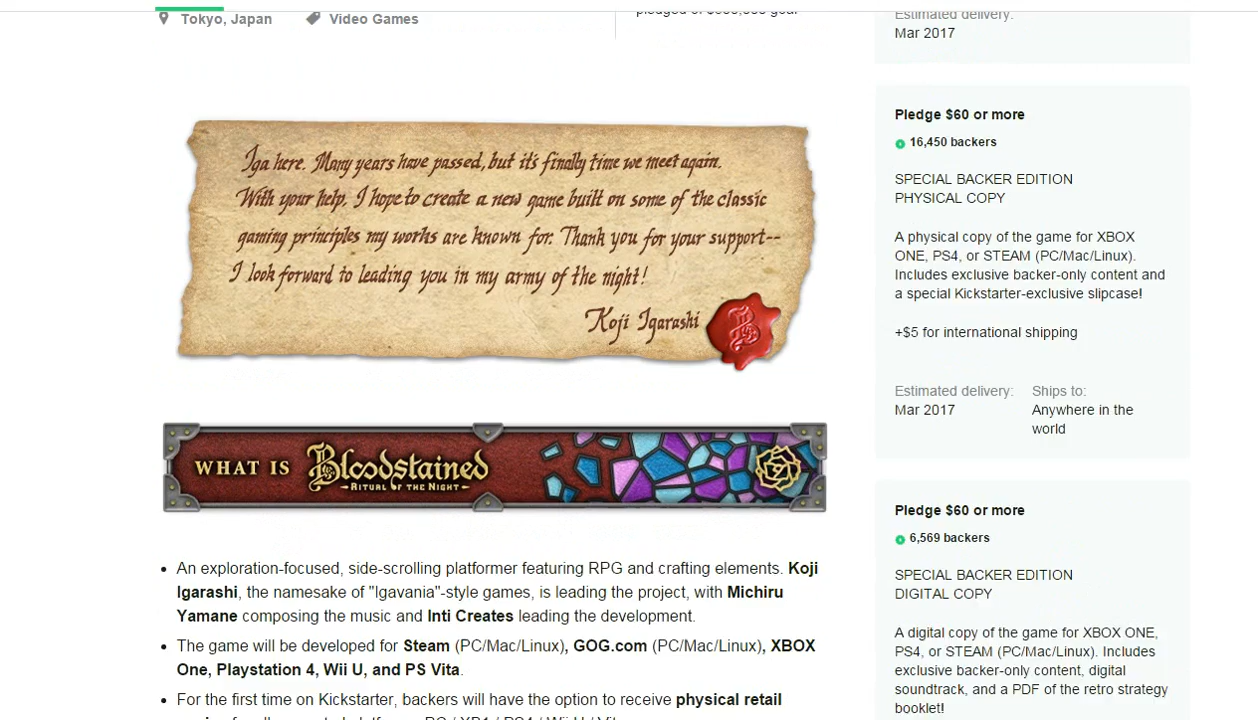 Tokyo, Japan
Video Games
Estimated delivery:
Mar 2017
Iga here. Many years have passed, but it's finally time we meet again.
With your help, I hope to create a new game built on some of the classic
gaming principles my works are known for. Thank you for your support--
I look forward to leading you in my army of the night!
Koji Igarashi
WHAT IS Bloodstained
RITUAL OF THE NIGHT
An exploration-focused, side-scrolling platformer featuring RPG and crafting elements. Koji
Igarashi, the namesake of "Igavania"-style games, is leading the project, with Michiru
Yamane composing the music and Inti Creates leading the development.
The game will be developed for Steam (PC/Mac/Linux), GOG.com (PC/Mac/Linux), XBOX
One, Playstation 4, Wii U, and PS Vita.
For the first time on Kickstarter, backers will have the option to receive physical retail
Pledge $60 or more
16,450 backers
SPECIAL BACKER EDITION
PHYSICAL COPY
A physical copy of the game for XBOX
ONE, PS4, or STEAM (PC/Mac/Linux).
Includes exclusive backer-only content and
a special Kickstarter-exclusive slipcase!
+$5 for international shipping
Estimated delivery: Ships to:
Mar 2017 Anywhere in the
world
Pledge $60 or more
6,569 backers
SPECIAL BACKER EDITION
DIGITAL COPY
A digital copy of the game for XBOX ONE,
PS4, or STEAM (PC/Mac/Linux). Includes
exclusive backer-only content, digital
soundtrack, and a PDF of the retro strategy
booklet!